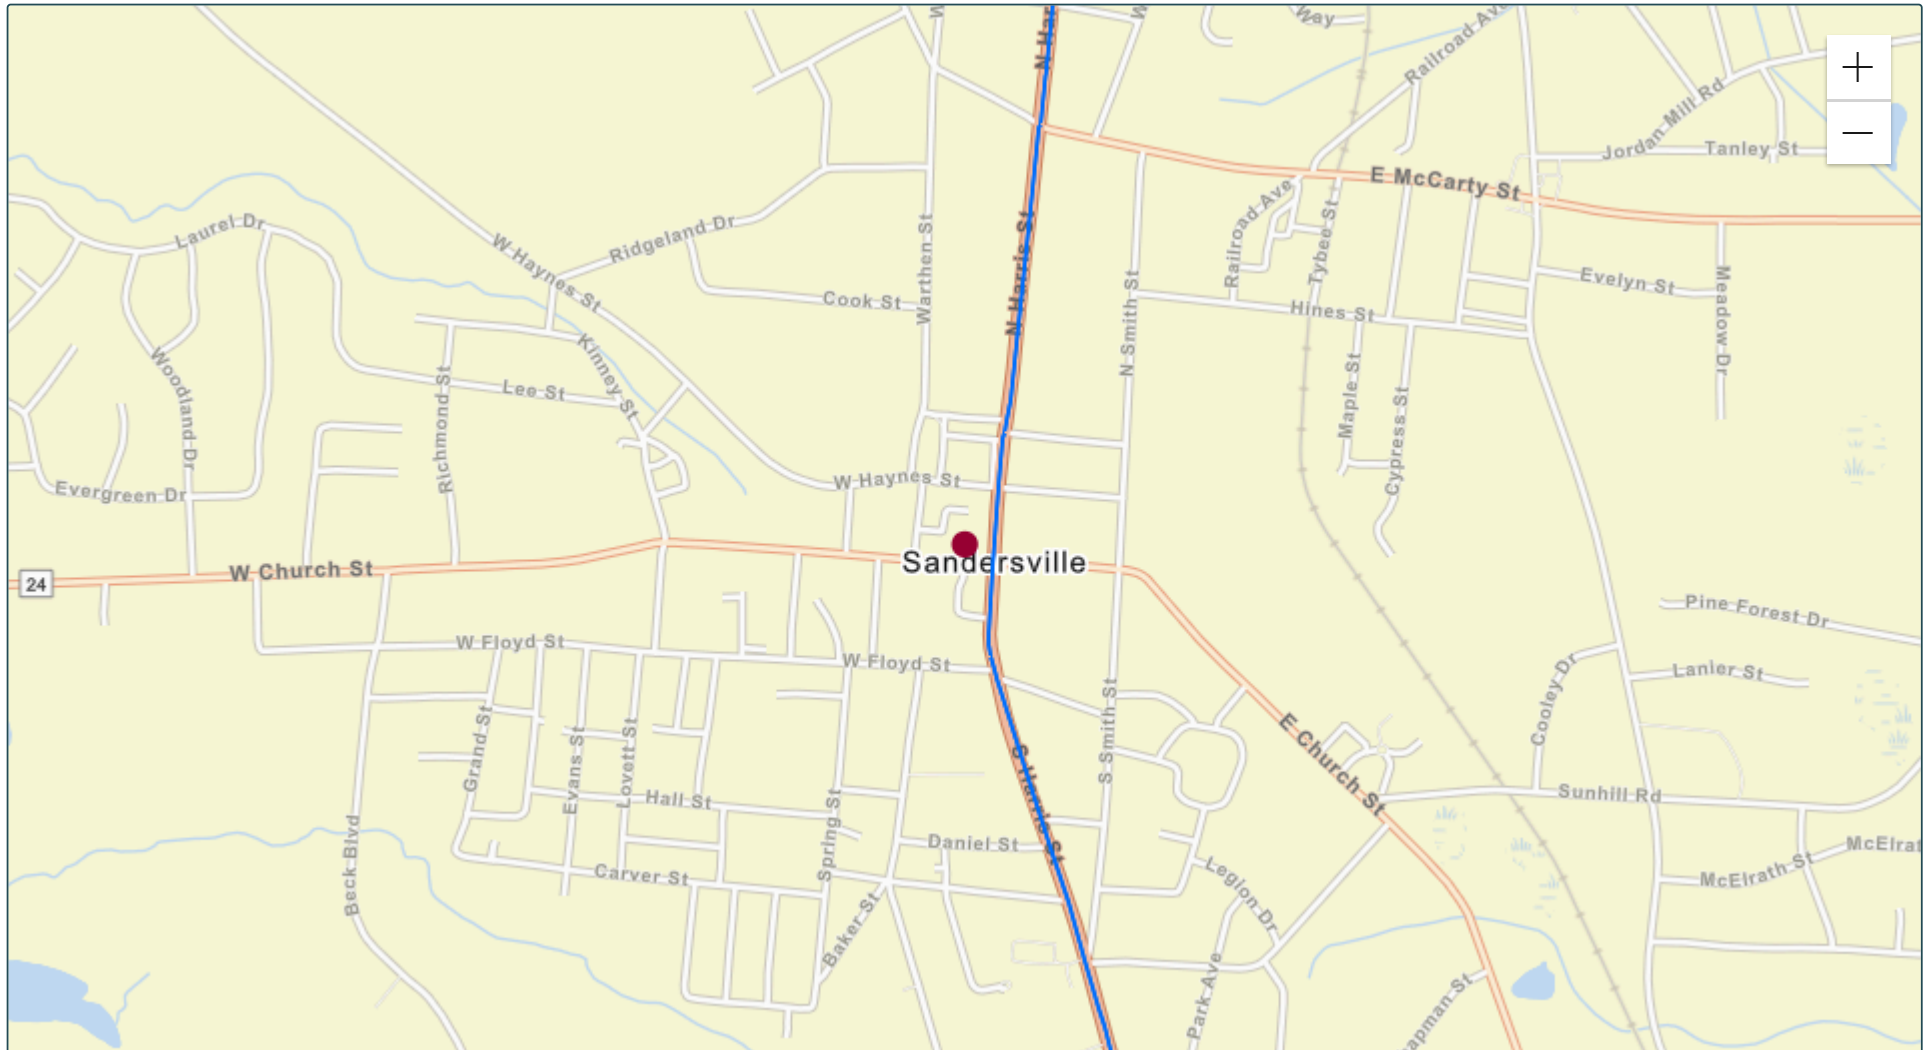 Way
Railroad Ave
N Har
W
W
+
−
Jordan Mill Rd
Tanley St
E McCarty St
Laurel Dr
Ridgeland Dr
W Haynes St
Warthen St
N Harris St
Railroad Ave
Tybee St
Evelyn St
Meadow Dr
Cook St
N Smith St
Hines St
Woodland Dr
Kinney St
Lee St
Richmond St
Maple St
Cypress St
Evergreen Dr
W Haynes St
W Church St
24
Sandersville
Pine Forest Dr
W Floyd St
W Floyd St
Lanier St
Cooley Dr
Grand St
Evans St
Lovett St
S Smith St
S Harris St
E Church St
Hall St
Sunhill Rd
Beck Blvd
Spring St
Daniel St
McElrat
McElrath St
Carver St
Legion Dr
Baker St
Park Ave
apman St